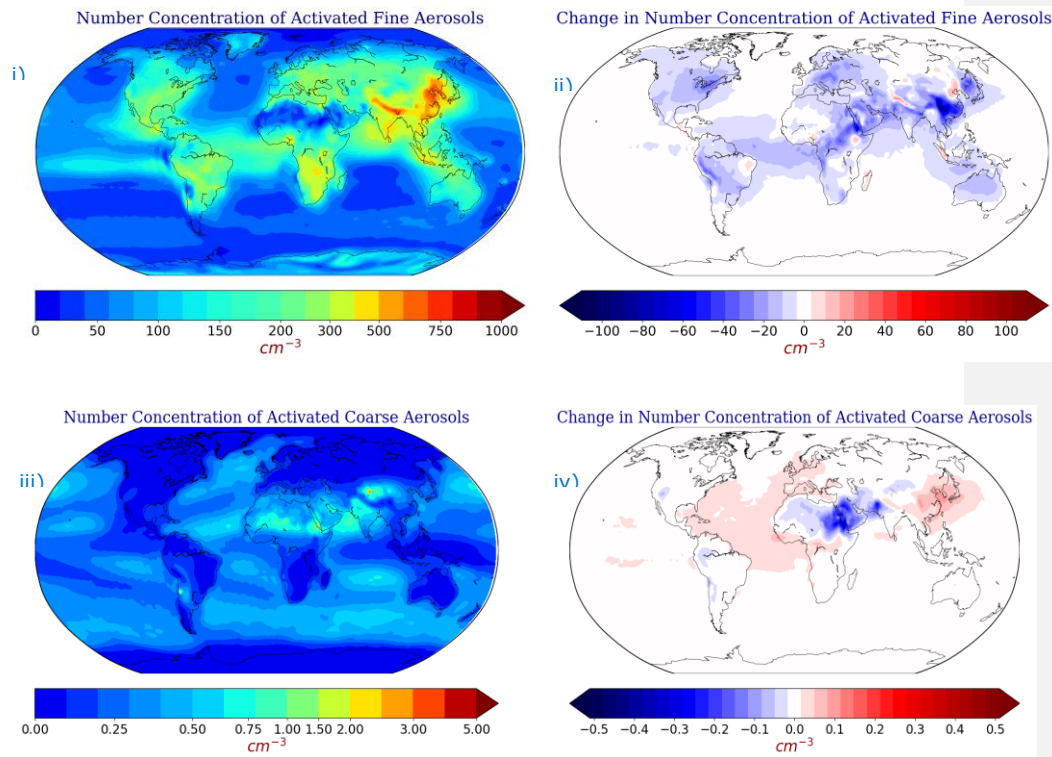 Number Concentration of Activated Fine Aerosols
i)
0 50 100 150 200 300 500 750 1000
cm⁻³
Change in Number Concentration of Activated Fine Aerosols
ii)
−100 −80 −60 −40 −20 0 20 40 60 80 100
cm⁻³
Number Concentration of Activated Coarse Aerosols
iii)
0.00 0.25 0.50 0.75 1.00 1.50 2.00 3.00 5.00
cm⁻³
Change in Number Concentration of Activated Coarse Aerosols
iv)
−0.5 −0.4 −0.3 −0.2 −0.1 0.0 0.1 0.2 0.3 0.4 0.5
cm⁻³